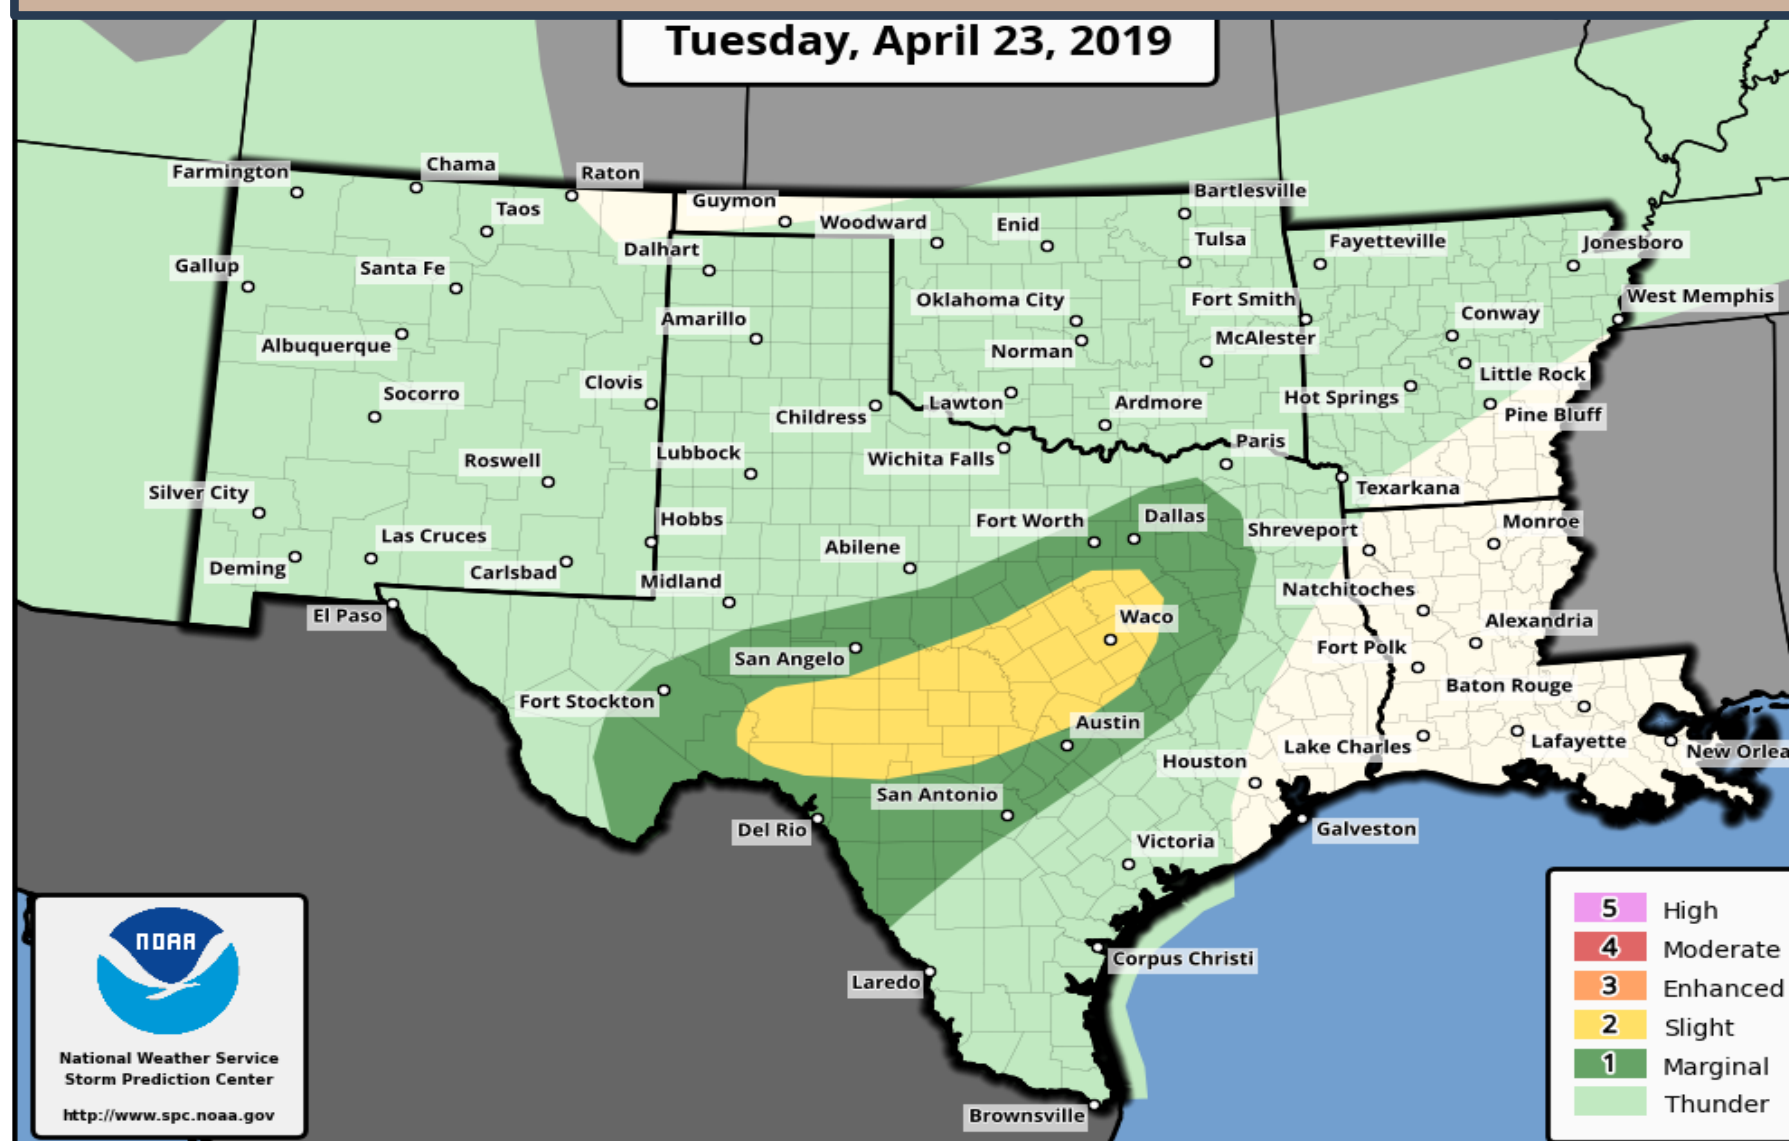 Tuesday, April 23, 2019
Chama
Farmington
Raton
Bartlesville
Guymon
Taos
Woodward
Enid
Tulsa
Fayetteville
Jonesboro
Dalhart
Gallup
Santa Fe
Oklahoma City
Fort Smith
West Memphis
Conway
Amarillo
McAlester
Albuquerque
Norman
Little Rock
Clovis
Socorro
Hot Springs
Childress
Lawton
Ardmore
Pine Bluff
Paris
Lubbock
Wichita Falls
Roswell
Texarkana
Silver City
Hobbs
Fort Worth
Dallas
Shreveport
Monroe
Las Cruces
Abilene
Deming
Carlsbad
Midland
Natchitoches
El Paso
Waco
Alexandria
San Angelo
Fort Polk
Baton Rouge
Fort Stockton
Austin
Lake Charles
Lafayette
New Orlea
Houston
San Antonio
Del Rio
Galveston
Victoria
Corpus Christi
Laredo
Brownsville
NOAA
National Weather Service
Storm Prediction Center
http://www.spc.noaa.gov
5 High
4 Moderate
3 Enhanced
2 Slight
1 Marginal
Thunder